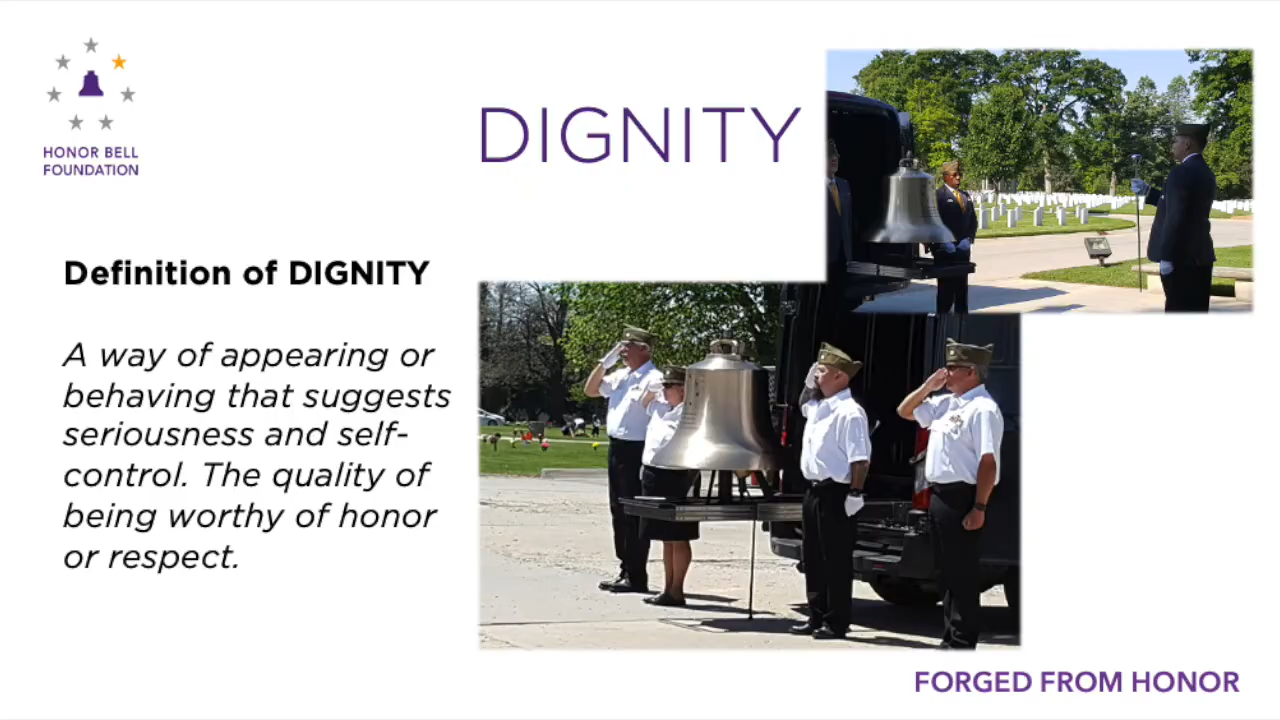 HONOR BELL
FOUNDATION
DIGNITY
Definition of DIGNITY
A way of appearing or
behaving that suggests
seriousness and self-
control. The quality of
being worthy of honor
or respect.
FORGED FROM HONOR